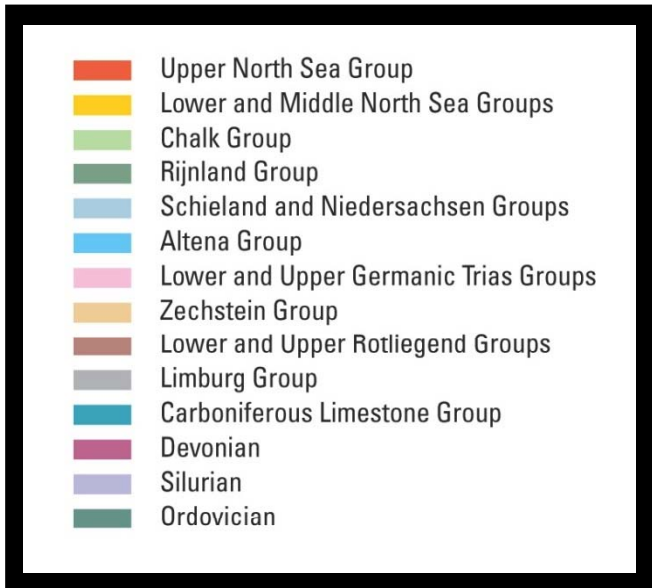 Upper North Sea Group
Lower and Middle North Sea Groups
Chalk Group
Rijnland Group
Schieland and Niedersachsen Groups
Altena Group
Lower and Upper Germanic Trias Groups
Zechstein Group
Lower and Upper Rotliegend Groups
Limburg Group
Carboniferous Limestone Group
Devonian
Silurian
Ordovician